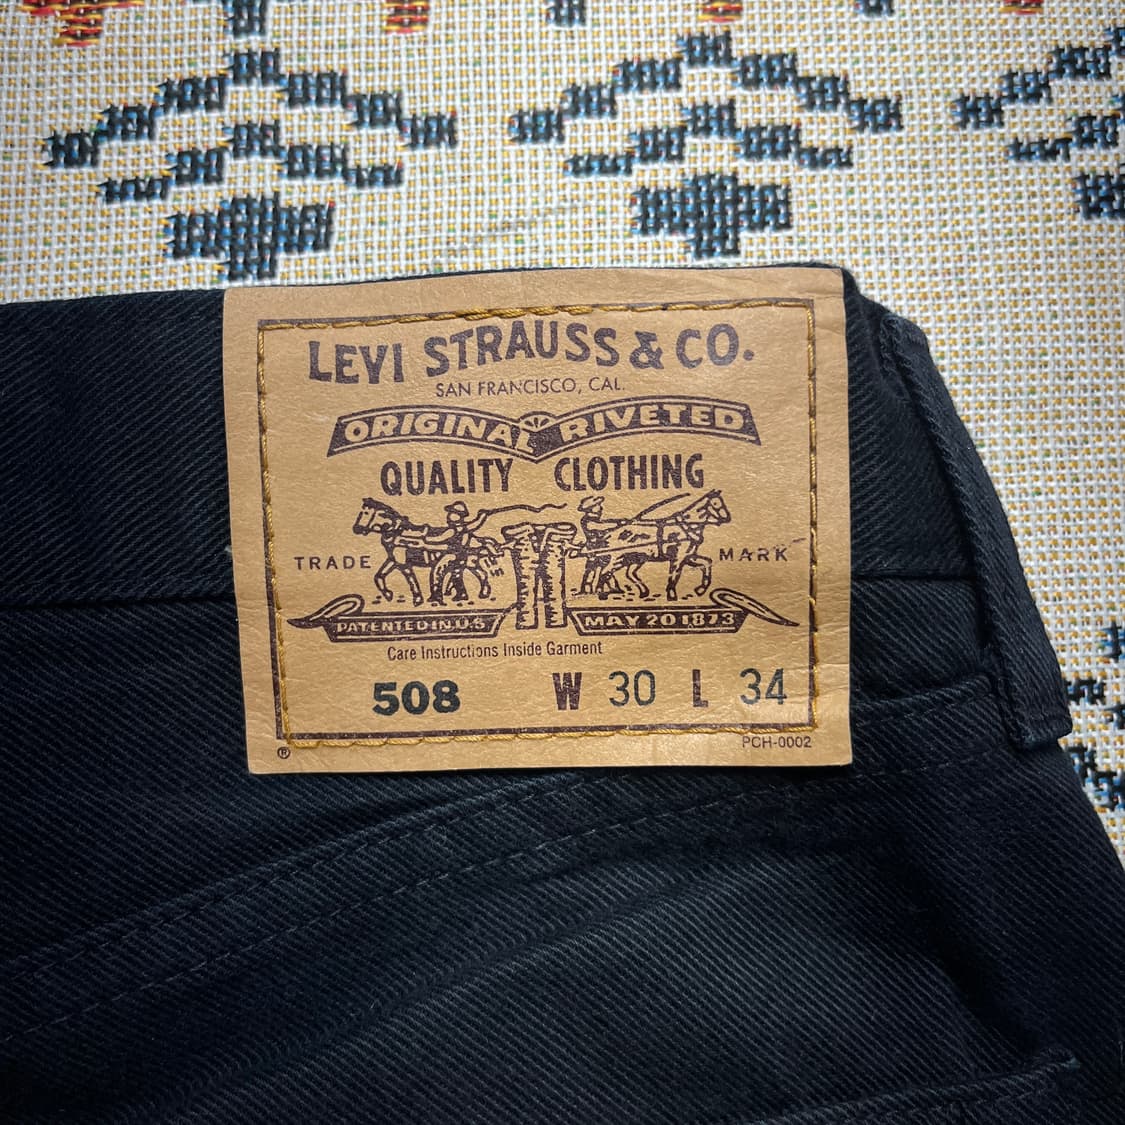 LEVI STRAUSS & CO.
SAN FRANCISCO, CAL.
ORIGINAL RIVETED
QUALITY CLOTHING
TRADE MARK
PATENTED IN U.S MAY 20 1873
Care Instructions Inside Garment
508 W 30 L 34
® PCH-0002